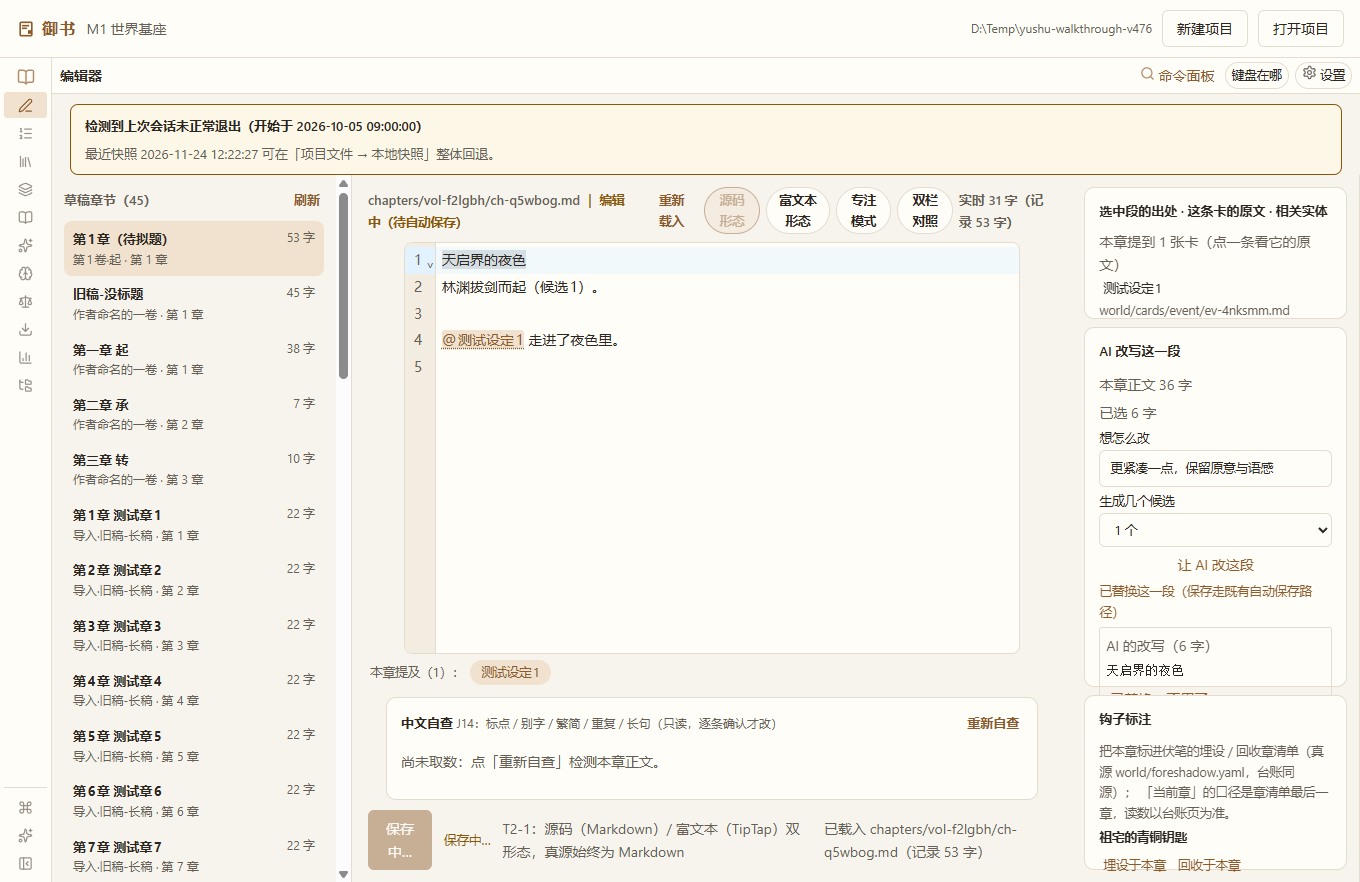 御书 M1 世界基座
D:\Temp\yushu-walkthrough-v476 新建项目 打开项目
编辑器
命令面板 键盘在哪 设置
检测到上次会话未正常退出（开始于 2026-10-05 09:00:00）
最近快照 2026-11-24 12:22:27 可在「项目文件 → 本地快照」整体回退。
草稿章节（45） 刷新
第1章（待拟题） 53 字
第1卷·起 · 第 1 章
旧稿-没标题 45 字
作者命名的一卷 · 第 1 章
第一章 起 38 字
作者命名的一卷 · 第 1 章
第二章 承 7 字
作者命名的一卷 · 第 2 章
第三章 转 10 字
作者命名的一卷 · 第 3 章
第1章 测试章1 22 字
导入·旧稿-长稿 · 第 1 章
第2章 测试章2 22 字
导入·旧稿-长稿 · 第 2 章
第3章 测试章3 22 字
导入·旧稿-长稿 · 第 3 章
第4章 测试章4 22 字
导入·旧稿-长稿 · 第 4 章
第5章 测试章5 22 字
导入·旧稿-长稿 · 第 5 章
第6章 测试章6 22 字
导入·旧稿-长稿 · 第 6 章
第7章 测试章7 22 字
导入·旧稿-长稿 · 第 7 章
chapters/vol-f2lgbh/ch-q5wbog.md | 编辑
中（待自动保存）
重新
载入
源码
形态
富文本
形态
专注
模式
双栏
对照
实时 31 字（记
录 53 字）
1 天启界的夜色
2 林渊拔剑而起（候选1）。
3
4 @测试设定1 走进了夜色里。
5
本章提及（1）： 测试设定1
中文自查 J14：标点 / 别字 / 繁简 / 重复 / 长句（只读，逐条确认才改） 重新自查
尚未取数：点「重新自查」检测本章正文。
保存
中...
保存中...
T2-1：源码（Markdown）/ 富文本（TipTap）双
形态，真源始终为 Markdown
已载入 chapters/vol-f2lgbh/ch-
q5wbog.md（记录 53 字）
选中段的出处 · 这条卡的原文 · 相关实体
本章提到 1 张卡（点一条看它的原
文）
测试设定1
world/cards/event/ev-4nksmm.md
AI 改写这一段
本章正文 36 字
已选 6 字
想怎么改
更紧凑一点，保留原意与语感
生成几个候选
1 个
让 AI 改这段
已替换这一段（保存走既有自动保存路
径）
AI 的改写（6 字）
天启界的夜色
钩子标注
把本章标进伏笔的埋设 / 回收章清单（真
源 world/foreshadow.yaml，台账同
源）；「当前章」的口径是章清单最后一
章，读数以台账页为准。
祖宅的青铜钥匙
埋设于本章 回收于本章